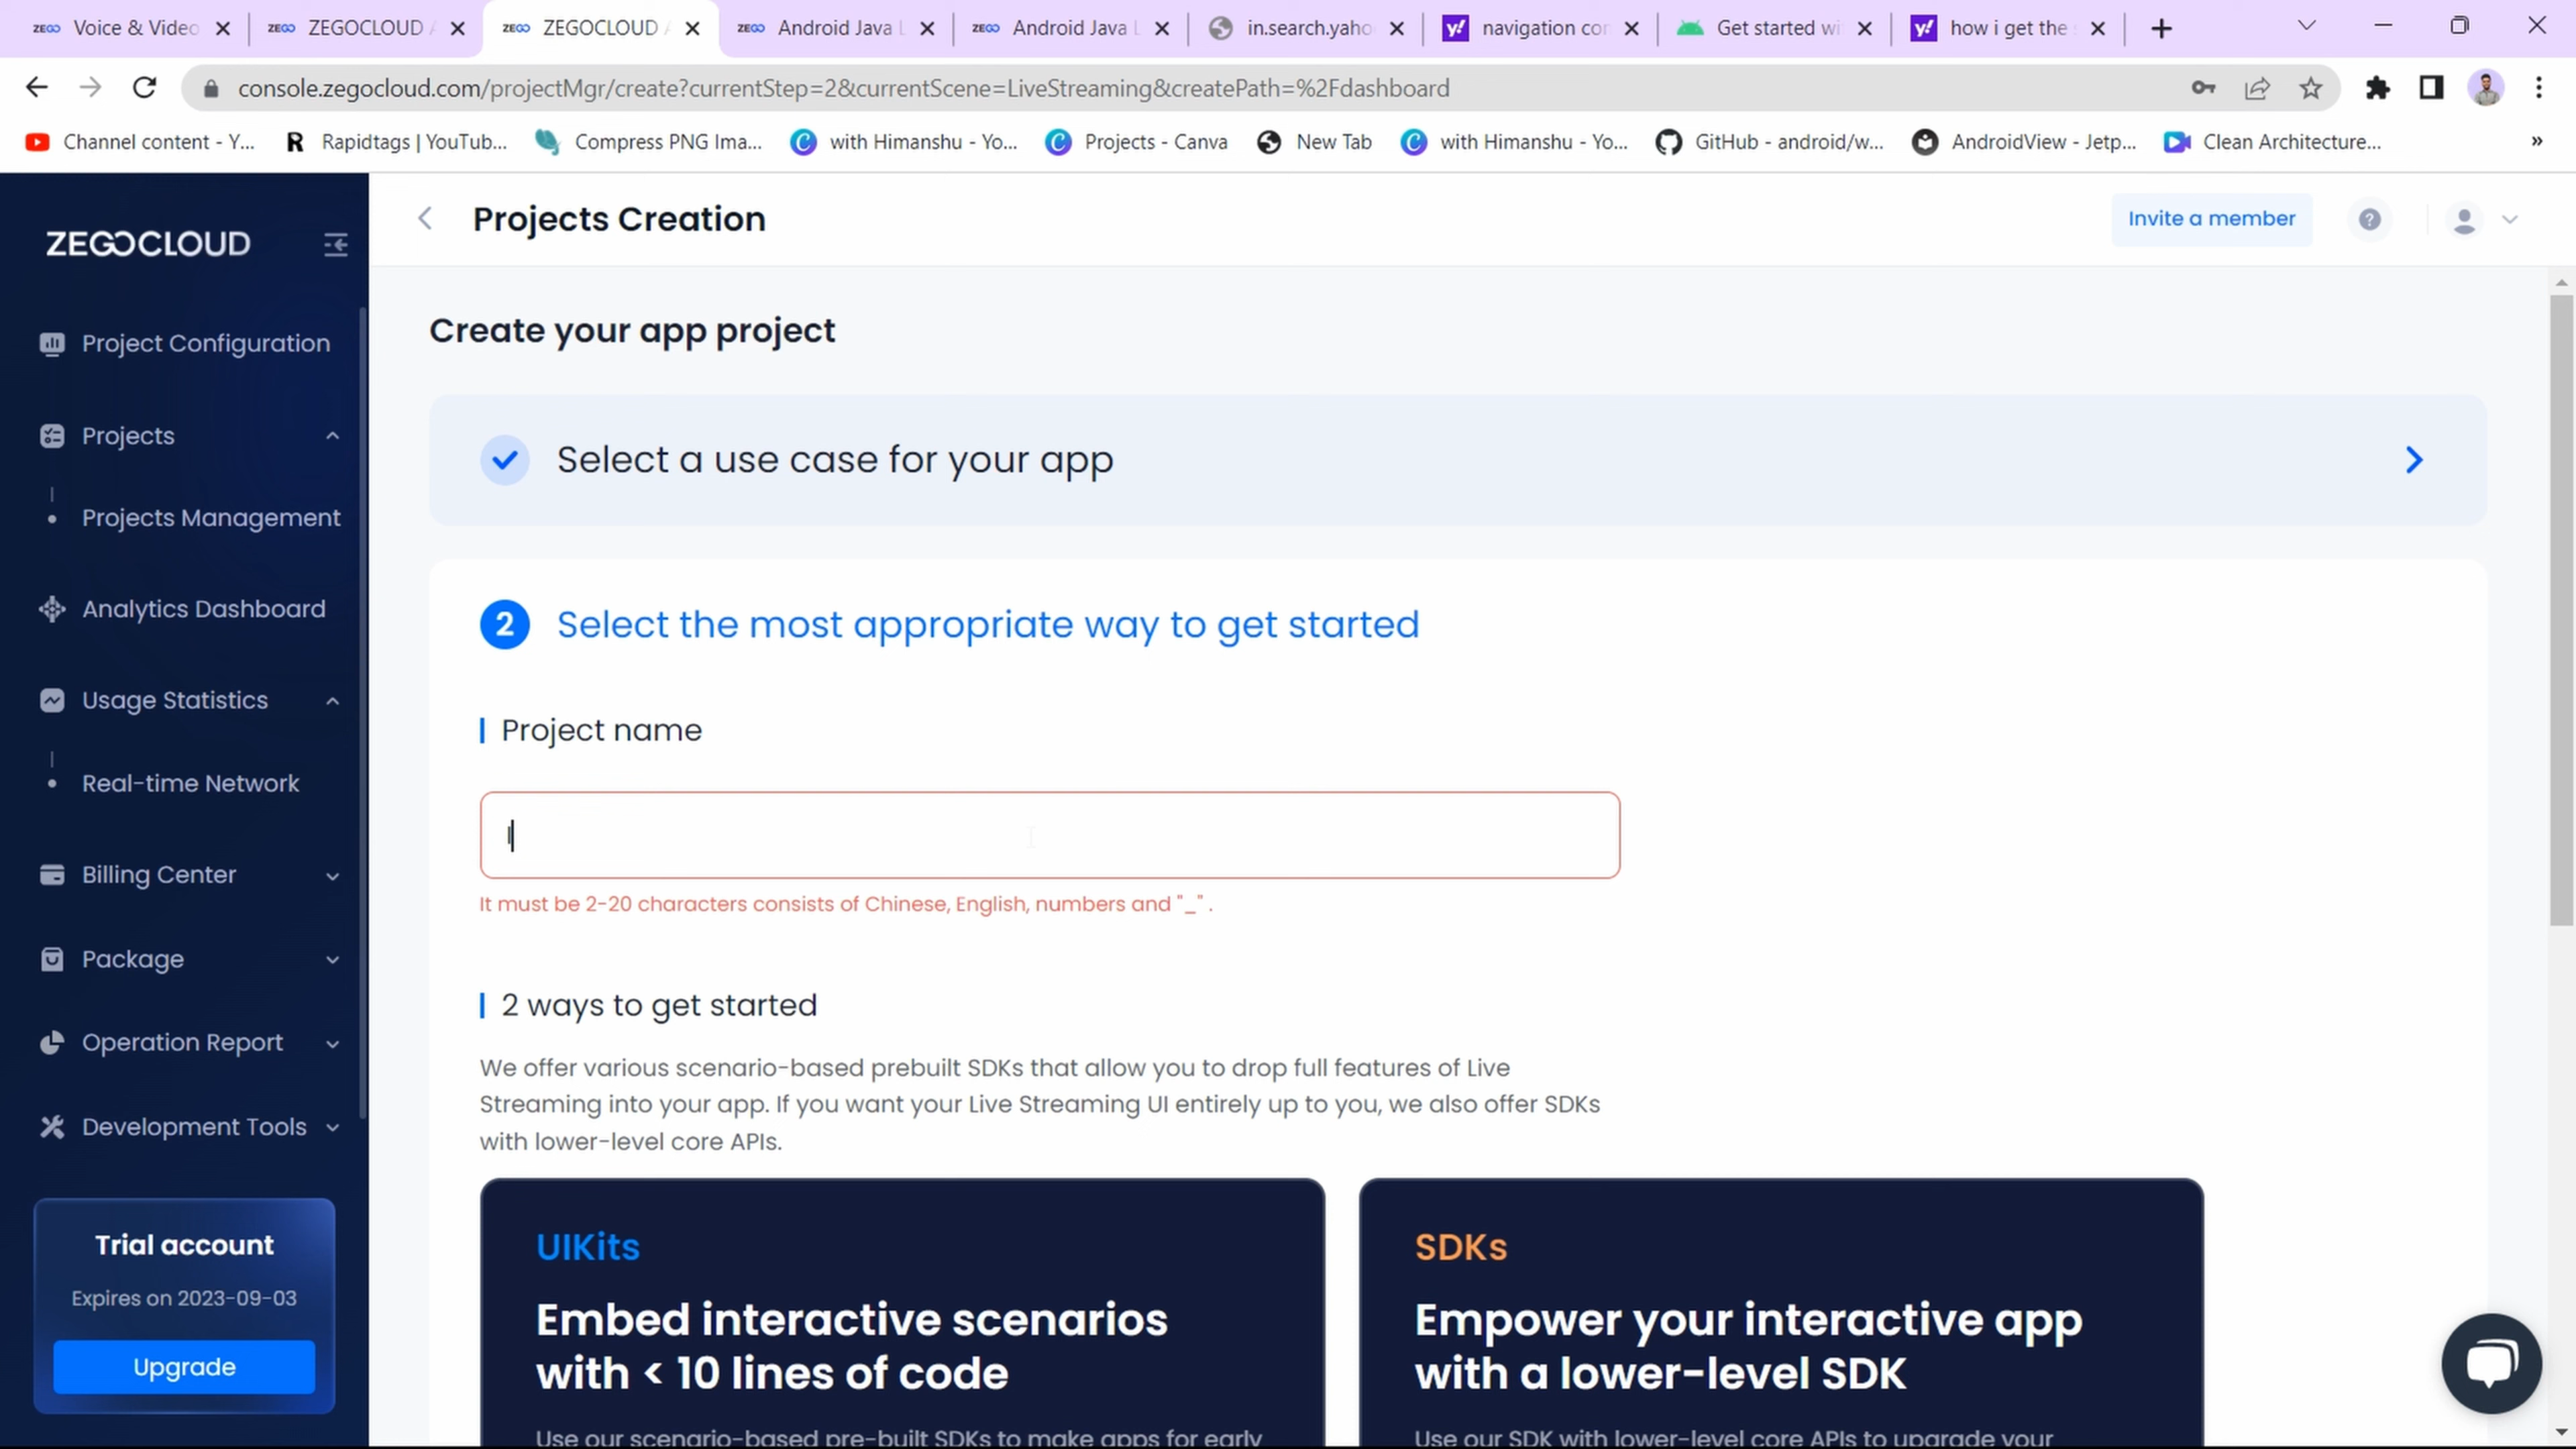 Voice & Video
ZEGOCLOUD A
ZEGOCLOUD A
Android Java L
Android Java L
in.search.yaho
navigation con
Get started wi
how i get the s
console.zegocloud.com/projectMgr/create?currentStep=2&currentScene=LiveStreaming&createPath=%2Fdashboard
Channel content - Y...
Rapidtags | YouTub...
Compress PNG Ima...
with Himanshu - Yo...
Projects - Canva
New Tab
with Himanshu - Yo...
GitHub - android/w...
AndroidView - Jetp...
Clean Architecture...
»
ZEGOCLOUD
Projects Creation
Invite a member
Project Configuration
Projects
Projects Management
Analytics Dashboard
Usage Statistics
Real-time Network
Billing Center
Package
Operation Report
Development Tools
Trial account
Expires on 2023-09-03
Upgrade
Create your app project
Select a use case for your app
2 Select the most appropriate way to get started
Project name
It must be 2-20 characters consists of Chinese, English, numbers and "_" .
2 ways to get started
We offer various scenario-based prebuilt SDKs that allow you to drop full features of Live
Streaming into your app. If you want your Live Streaming UI entirely up to you, we also offer SDKs
with lower-level core APIs.
UIKits
Embed interactive scenarios
with < 10 lines of code
Use our scenario-based pre-built SDKs to make apps for early
SDKs
Empower your interactive app
with a lower-level SDK
Use our SDK with lower-level core APIs to upgrade your